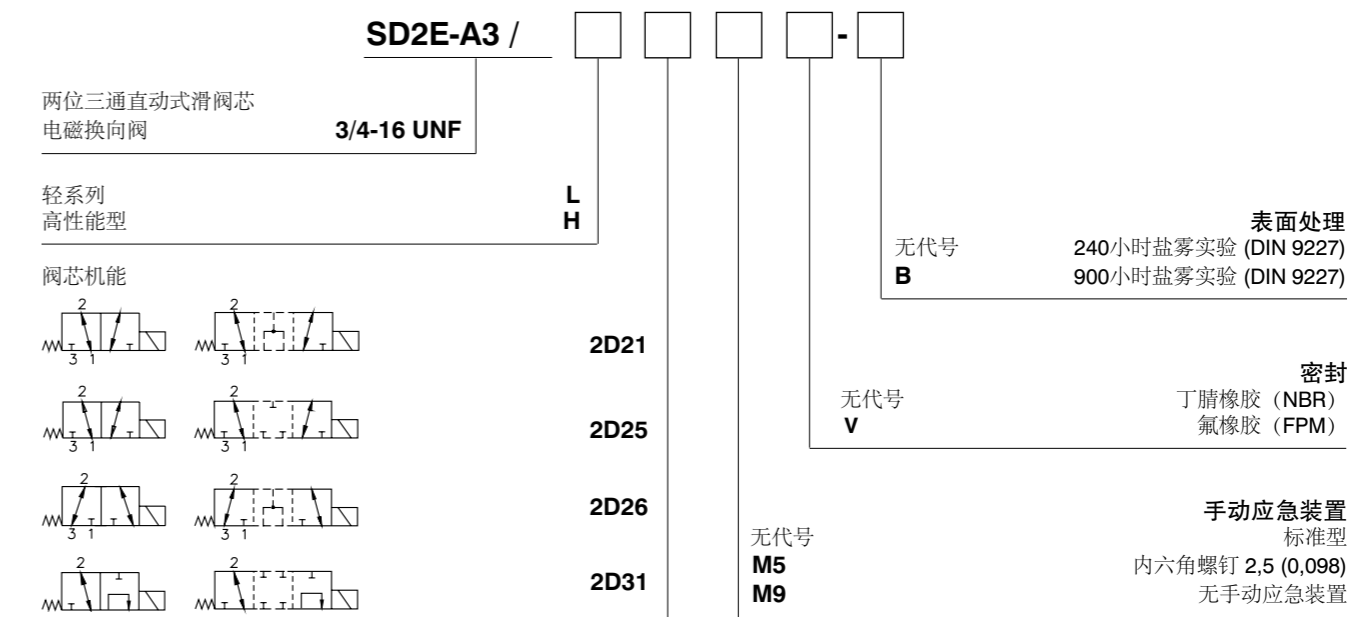 SD2E-A3 / -
两位三通直动式滑阀芯
电磁换向阀 3/4-16 UNF
轻系列 L
高性能型 H
表面处理
无代号 240小时盐雾实验 (DIN 9227)
B 900小时盐雾实验 (DIN 9227)
阀芯机能
2 2
3 1 3 1
2D21
密封
无代号 丁腈橡胶（NBR）
V 氟橡胶（FPM）
2 2
3 1 3 1
2D25
2 2
3 1 3 1
2D26
手动应急装置
无代号 标准型
M5 内六角螺钉 2,5 (0,098)
M9 无手动应急装置
2 2
3 1 3 1
2D31